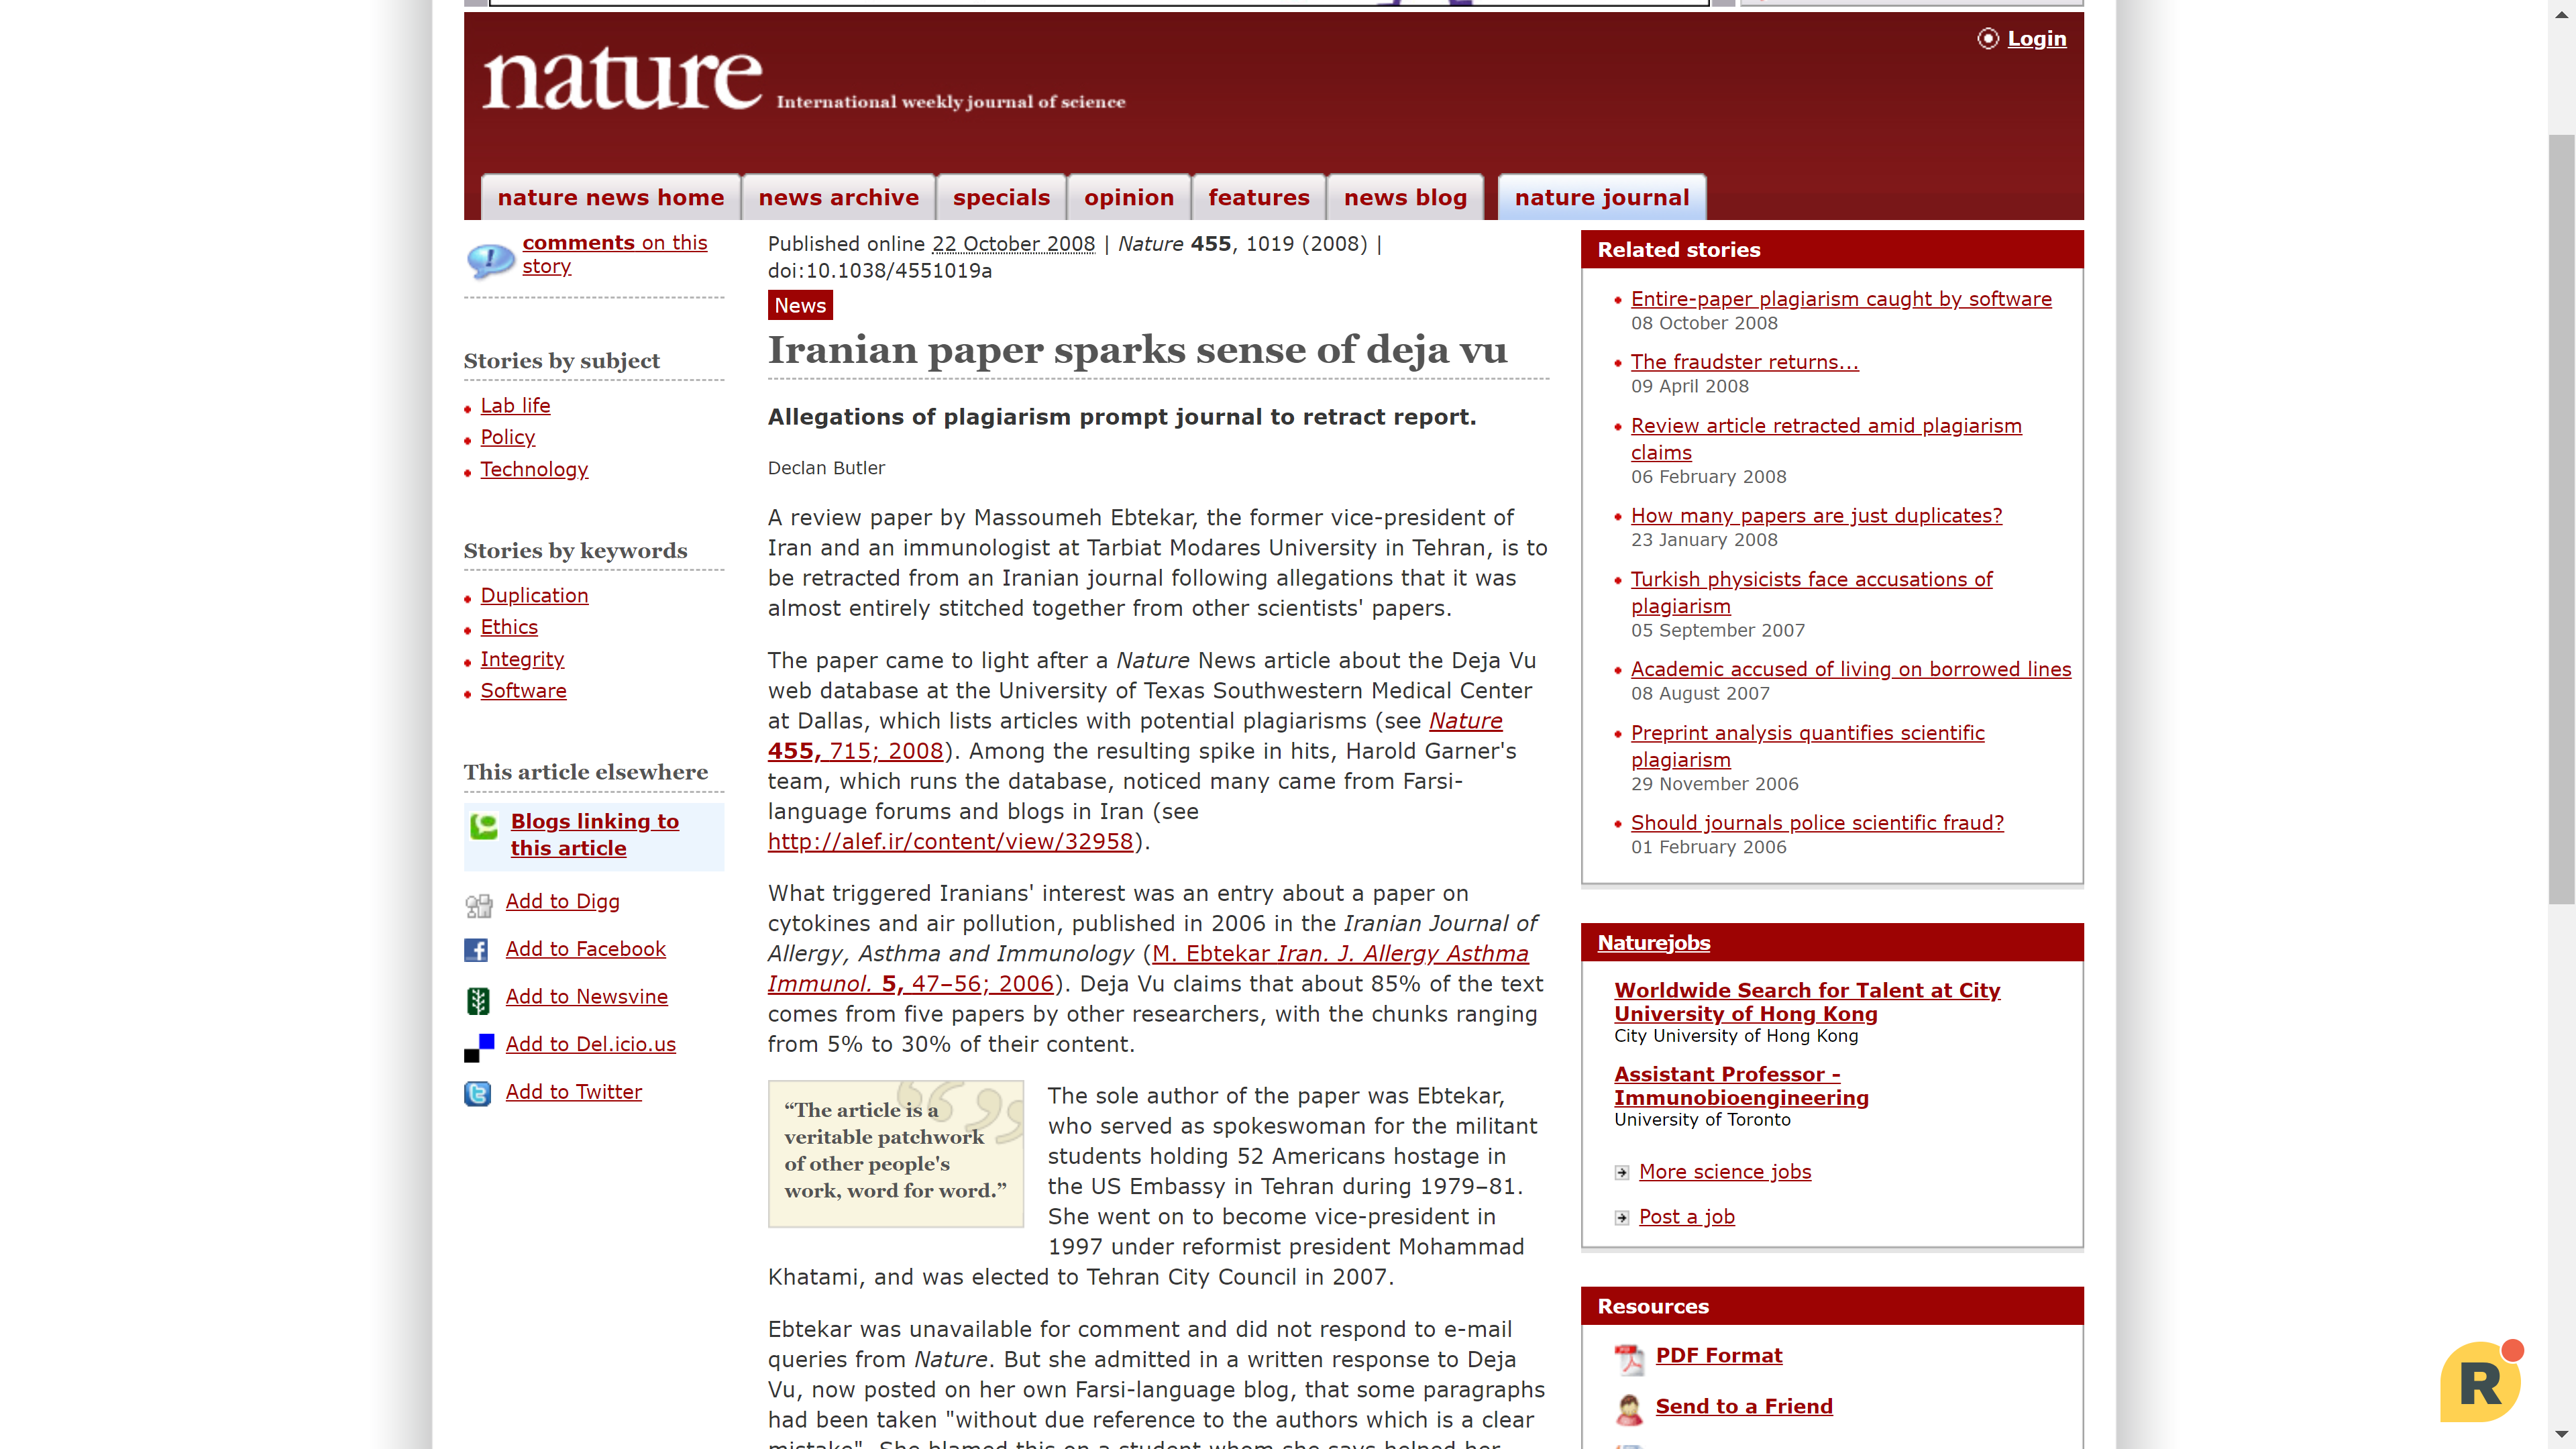 nature International weekly journal of science
Login
nature news home
news archive
specials
opinion
features
news blog
nature journal
comments on this
story
Stories by subject
Lab life
Policy
Technology
Stories by keywords
Duplication
Ethics
Integrity
Software
This article elsewhere
Blogs linking to
this article
Add to Digg
Add to Facebook
Add to Newsvine
Add to Del.icio.us
Add to Twitter
Published online 22 October 2008 | Nature 455, 1019 (2008) |
doi:10.1038/4551019a
News
Iranian paper sparks sense of deja vu
Allegations of plagiarism prompt journal to retract report.
Declan Butler
A review paper by Massoumeh Ebtekar, the former vice-president of
Iran and an immunologist at Tarbiat Modares University in Tehran, is to
be retracted from an Iranian journal following allegations that it was
almost entirely stitched together from other scientists' papers.
The paper came to light after a Nature News article about the Deja Vu
web database at the University of Texas Southwestern Medical Center
at Dallas, which lists articles with potential plagiarisms (see Nature
455, 715; 2008). Among the resulting spike in hits, Harold Garner's
team, which runs the database, noticed many came from Farsi-
language forums and blogs in Iran (see
http://alef.ir/content/view/32958).
What triggered Iranians' interest was an entry about a paper on
cytokines and air pollution, published in 2006 in the Iranian Journal of
Allergy, Asthma and Immunology (M. Ebtekar Iran. J. Allergy Asthma
Immunol. 5, 47–56; 2006). Deja Vu claims that about 85% of the text
comes from five papers by other researchers, with the chunks ranging
from 5% to 30% of their content.
“The article is a
veritable patchwork
of other people's
work, word for word.”
The sole author of the paper was Ebtekar,
who served as spokeswoman for the militant
students holding 52 Americans hostage in
the US Embassy in Tehran during 1979–81.
She went on to become vice-president in
1997 under reformist president Mohammad
Khatami, and was elected to Tehran City Council in 2007.
Ebtekar was unavailable for comment and did not respond to e-mail
queries from Nature. But she admitted in a written response to Deja
Vu, now posted on her own Farsi-language blog, that some paragraphs
had been taken "without due reference to the authors which is a clear
mistake". She blamed this on a student whom she says helped her
Related stories
Entire-paper plagiarism caught by software
08 October 2008
The fraudster returns…
09 April 2008
Review article retracted amid plagiarism
claims
06 February 2008
How many papers are just duplicates?
23 January 2008
Turkish physicists face accusations of
plagiarism
05 September 2007
Academic accused of living on borrowed lines
08 August 2007
Preprint analysis quantifies scientific
plagiarism
29 November 2006
Should journals police scientific fraud?
01 February 2006
Naturejobs
Worldwide Search for Talent at City
University of Hong Kong
City University of Hong Kong
Assistant Professor -
Immunobioengineering
University of Toronto
More science jobs
Post a job
Resources
PDF Format
Send to a Friend
R